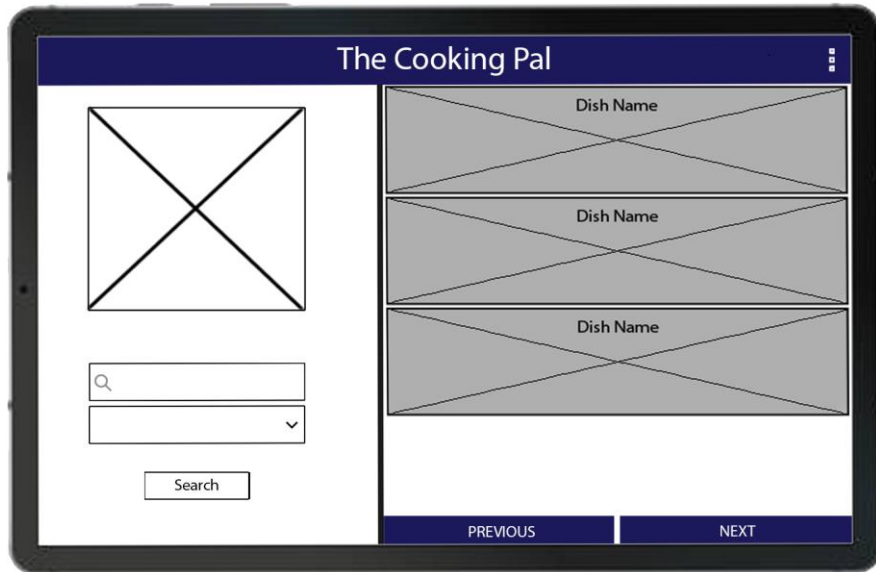 The Cooking Pal
Dish Name
Dish Name
Dish Name
Search
PREVIOUS
NEXT